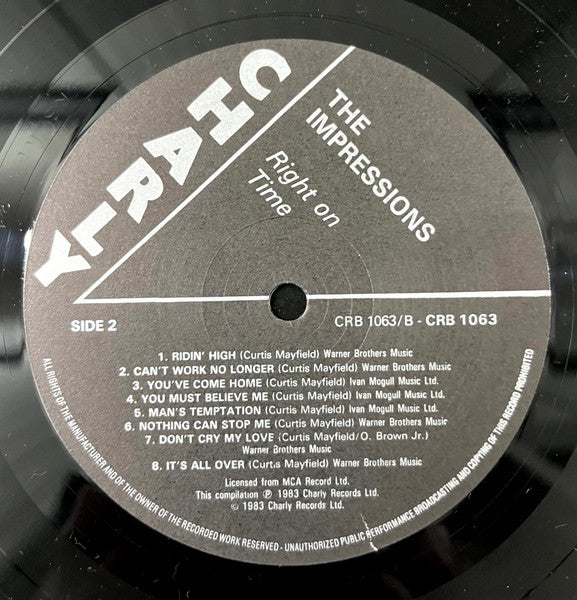 CHARLY
THE
IMPRESSIONS
Right on
Time
SIDE 2
CRB 1063/B - CRB 1063
1. RIDIN' HIGH (Curtis Mayfield) Warner Brothers Music
2. CAN'T WORK NO LONGER (Curtis Mayfield) Warner Brothers Music
3. YOU'VE COME HOME (Curtis Mayfield) Ivan Mogull Music Ltd.
4. YOU MUST BELIEVE ME (Curtis Mayfield) Ivan Mogull Music Ltd.
5. MAN'S TEMPTATION (Curtis Mayfield) Ivan Mogull Music Ltd.
6. NOTHING CAN STOP ME (Curtis Mayfield) Warner Brothers Music
7. DON'T CRY MY LOVE (Curtis Mayfield/O. Brown Jr.)
Warner Brothers Music
8. IT'S ALL OVER (Curtis Mayfield) Warner Brothers Music
Licensed from MCA Record Ltd.
This compilation ℗ 1983 Charly Records Ltd.
© 1983 Charly Records Ltd.
ALL RIGHTS OF THE MANUFACTURER AND OF THE OWNER OF THE RECORDED WORK RESERVED - UNAUTHORIZED PUBLIC PERFORMANCE BROADCASTING AND COPYING OF THIS RECORD PROHIBITED